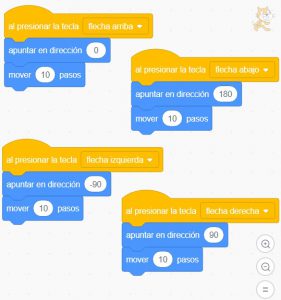 al presionar la tecla flecha arriba
apuntar en dirección 0
mover 10 pasos
al presionar la tecla flecha abajo
apuntar en dirección 180
mover 10 pasos
al presionar la tecla flecha izquierda
apuntar en dirección -90
mover 10 pasos
al presionar la tecla flecha derecha
apuntar en dirección 90
mover 10 pasos